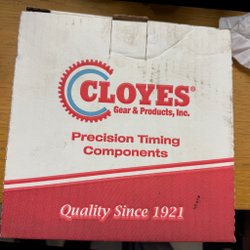 CLOYES®
Gear & Products, Inc.
Precision Timing
Components
Quality Since 1921